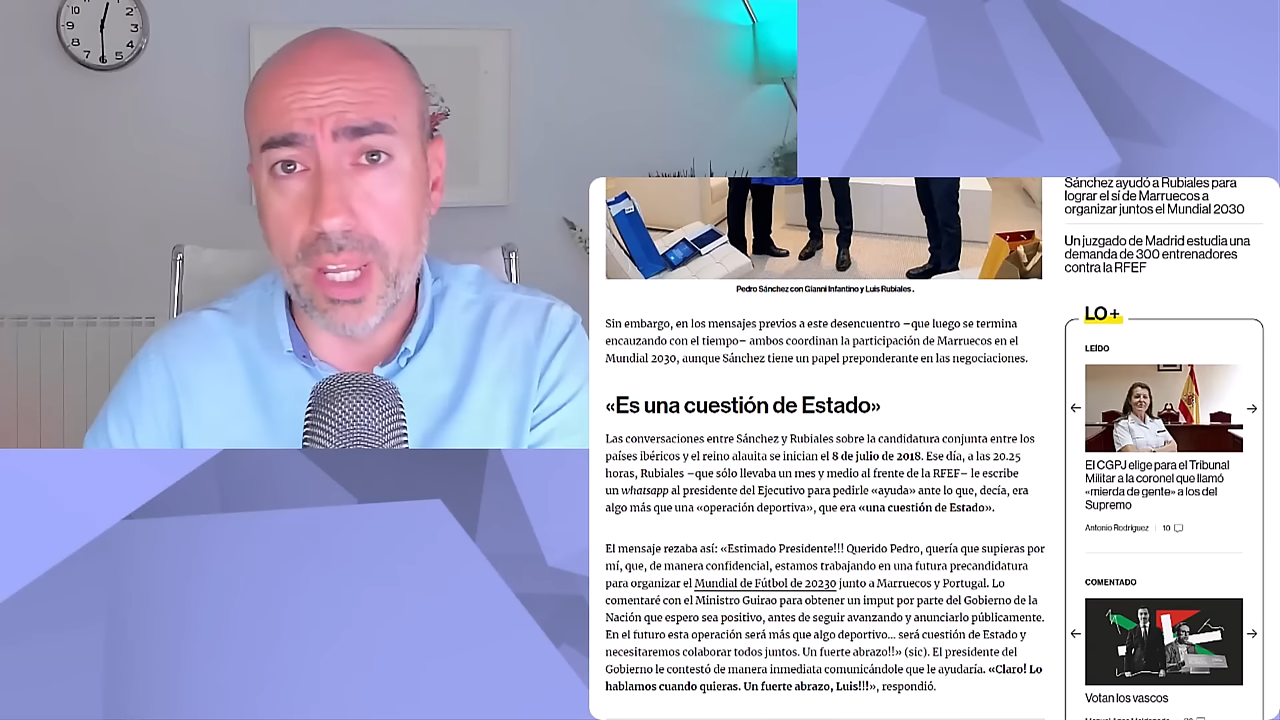 10
2
9
3
8
4
7
6
5
Pedro Sánchez con Gianni Infantino y Luis Rubiales .
Sin embargo, en los mensajes previos a este desencuentro –que luego se termina
encauzando con el tiempo– ambos coordinan la participación de Marruecos en el
Mundial 2030, aunque Sánchez tiene un papel preponderante en las negociaciones.
«Es una cuestión de Estado»
Las conversaciones entre Sánchez y Rubiales sobre la candidatura conjunta entre los
países ibéricos y el reino alauita se inician el 8 de julio de 2018. Ese día, a las 20.25
horas, Rubiales –que sólo llevaba un mes y medio al frente de la RFEF– le escribe
un whatsapp al presidente del Ejecutivo para pedirle «ayuda» ante lo que, decía, era
algo más que una «operación deportiva», que era «una cuestión de Estado».
El mensaje rezaba así: «Estimado Presidente!!! Querido Pedro, quería que supieras por
mí, que, de manera confidencial, estamos trabajando en una futura precandidatura
para organizar el Mundial de Fútbol de 20230 junto a Marruecos y Portugal. Lo
comentaré con el Ministro Guirao para obtener un imput por parte del Gobierno de la
Nación que espero sea positivo, antes de seguir avanzando y anunciarlo públicamente.
En el futuro esta operación será más que algo deportivo... será cuestión de Estado y
necesitaremos colaborar todos juntos. Un fuerte abrazo!!» (sic). El presidente del
Gobierno le contestó de manera inmediata comunicándole que le ayudaría. «Claro! Lo
hablamos cuando quieras. Un fuerte abrazo, Luis!!!», respondió.
Sánchez ayudó a Rubiales para
lograr el sí de Marruecos a
organizar juntos el Mundial 2030
Un juzgado de Madrid estudia una
demanda de 300 entrenadores
contra la RFEF
LO+
LEÍDO
El CGPJ elige para el Tribunal
Militar a la coronel que llamó
«mierda de gente» a los del
Supremo
Antonio Rodríguez | 10
COMENTADO
Votan los vascos